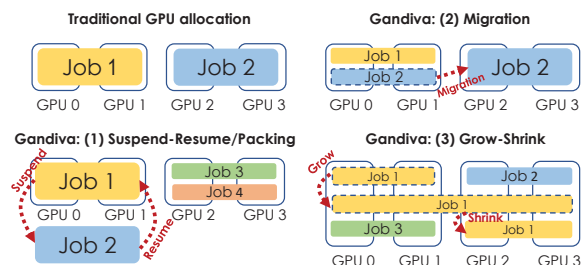 Traditional GPU allocation
Job 1
Job 2
GPU 0
GPU 1
GPU 2
GPU 3
Gandiva: (2) Migration
Job 1
Job 2
Migration
Job 2
GPU 0
GPU 1
GPU 2
GPU 3
Gandiva: (1) Suspend-Resume/Packing
Suspend
Job 1
GPU 0
GPU 1
Job 2
Resume
Job 3
Job 4
GPU 2
GPU 3
Gandiva: (3) Grow-Shrink
Grow
Job 1
Job 2
Job 1
Shrink
Job 3
Job 1
GPU 0
GPU 1
GPU 2
GPU 3